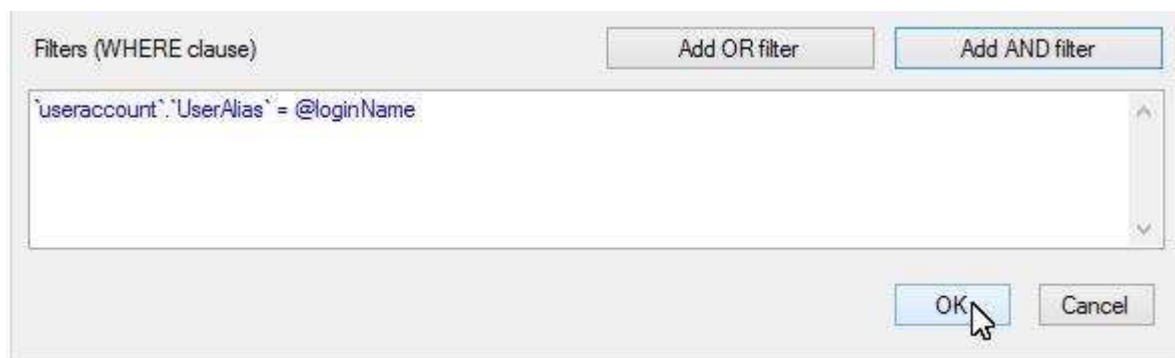 Filters (WHERE clause)
Add OR filter
Add AND filter
`useraccount`.`UserAlias` = @loginName
OK
Cancel